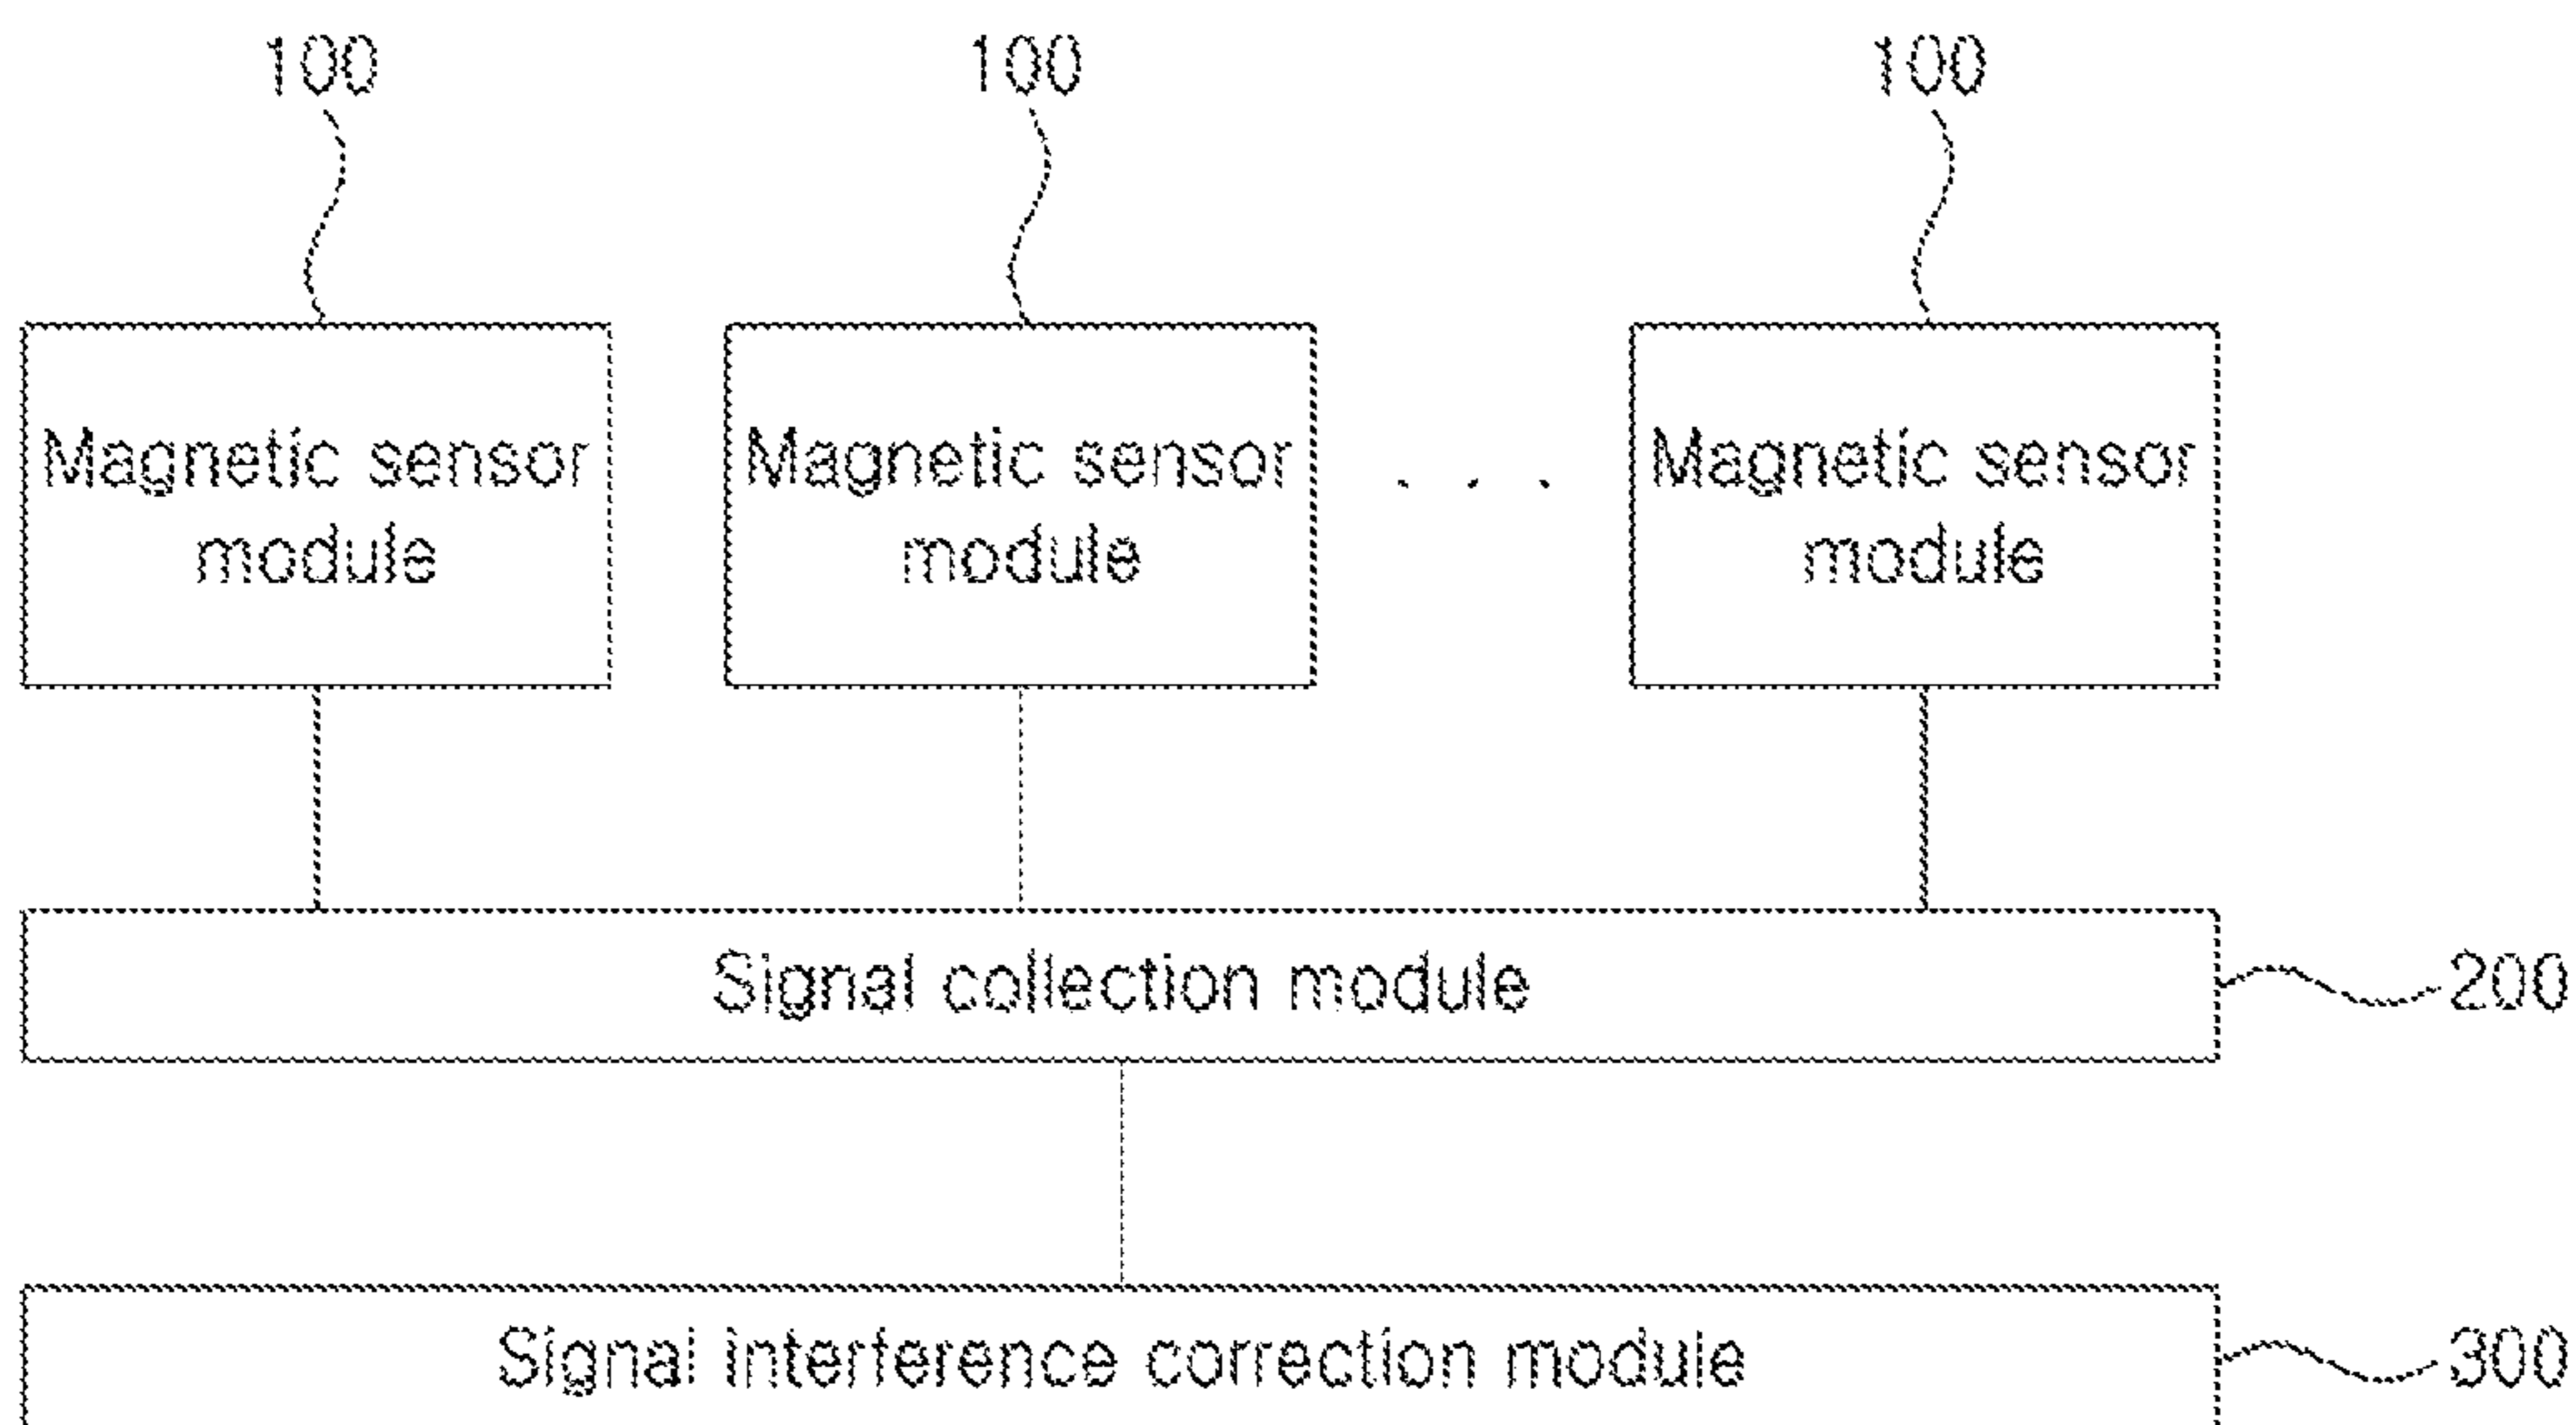 100 100 100
Magnetic sensor Magnetic sensor . . . Magnetic sensor
module module module
Signal collection module 200
Signal interference correction module 300